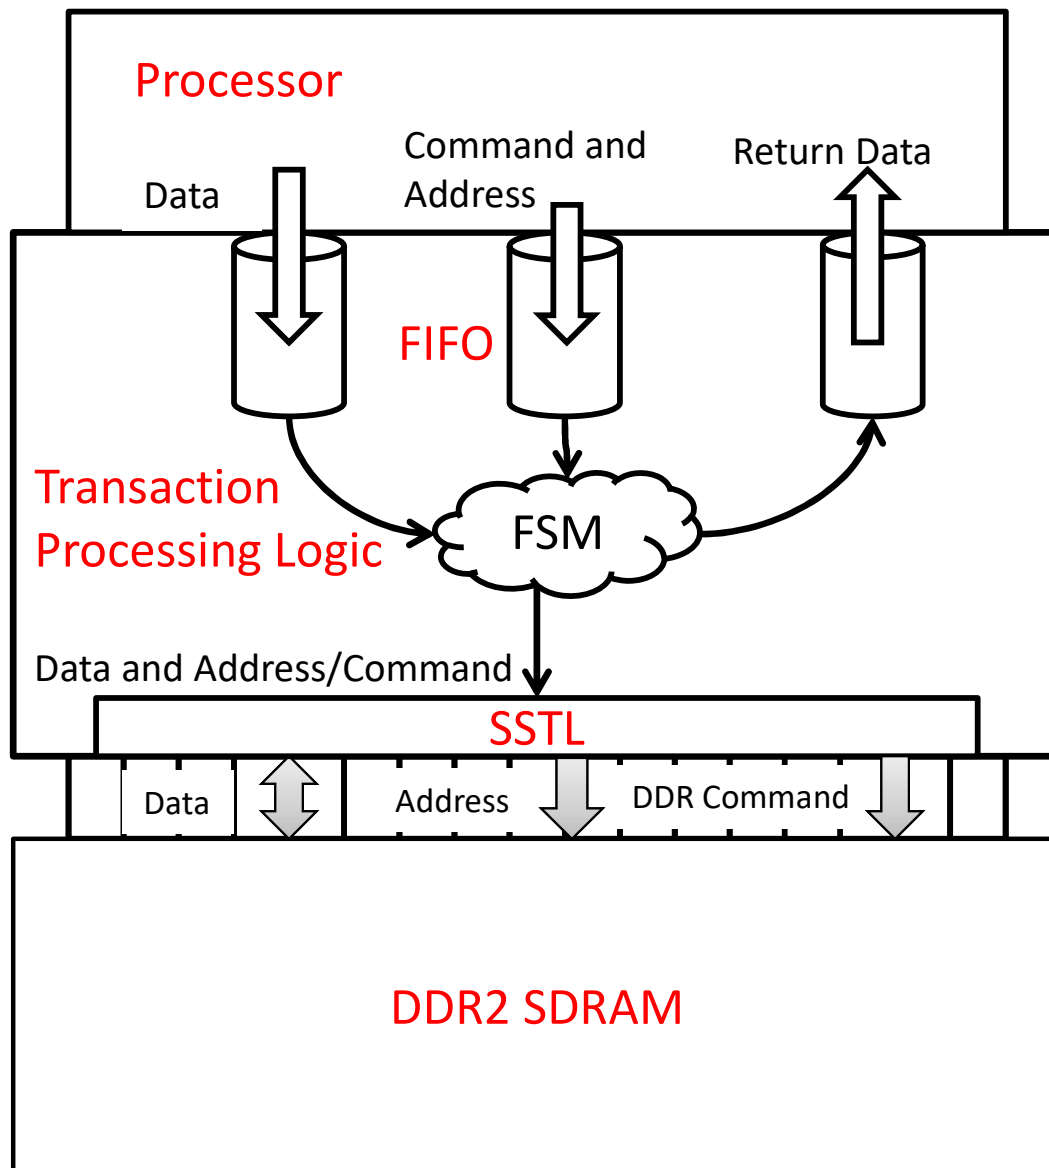 Processor
Data
Command and
Address
Return Data
FIFO
Transaction
Processing Logic
FSM
Data and Address/Command
SSTL
Data
Address
DDR Command
DDR2 SDRAM